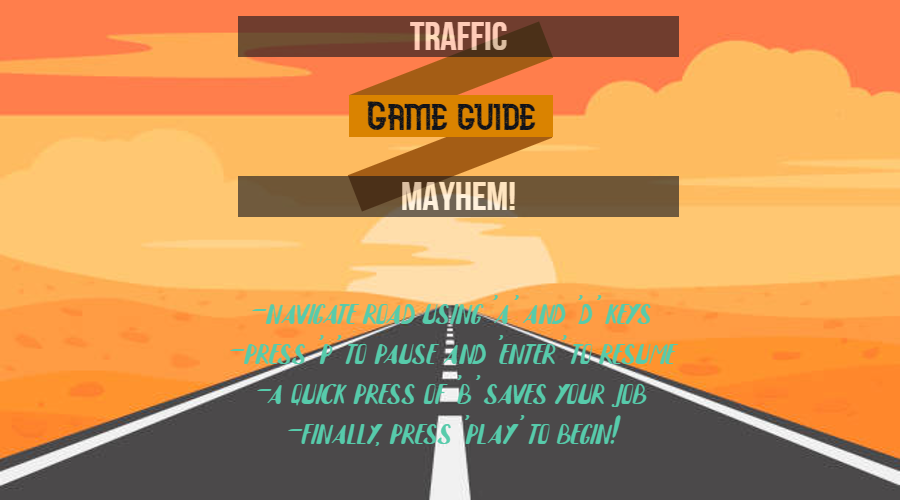 TRAFFIC
GAME GUIDE
MAYHEM!
-NAVIGATE ROAD USING 'A' AND 'D' KEYS
-PRESS 'P' TO PAUSE AND 'ENTER' TO RESUME
-A QUICK PRESS OF 'B' SAVES YOUR JOB
-FINALLY, PRESS 'PLAY' TO BEGIN!